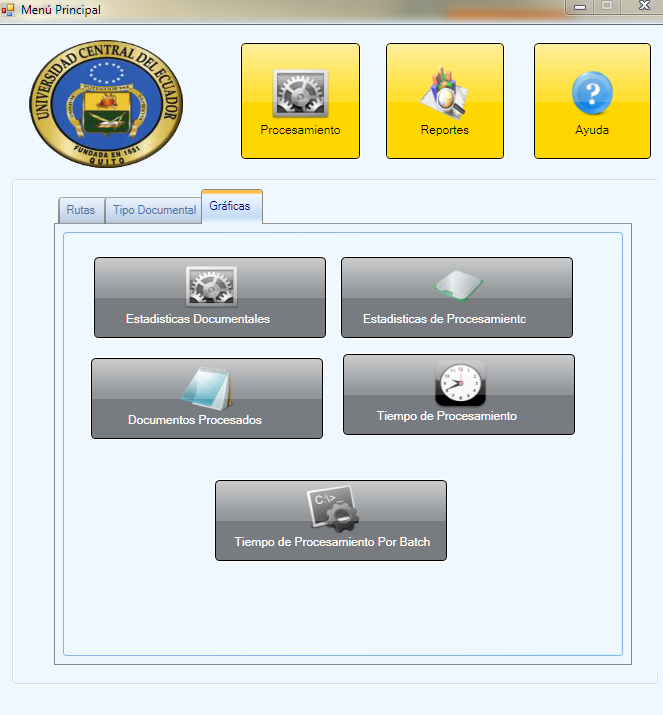 Menú Principal
UNIVERSIDAD CENTRAL DEL ECUADOR
FUNDADA EN 1651
QUITO
Procesamiento
Reportes
Ayuda
Rutas
Tipo Documental
Gráficas
Estadisticas Documentales
Estadisticas de Procesamiento
Documentos Procesados
Tiempo de Procesamiento
C:\>_
Tiempo de Procesamiento Por Batch